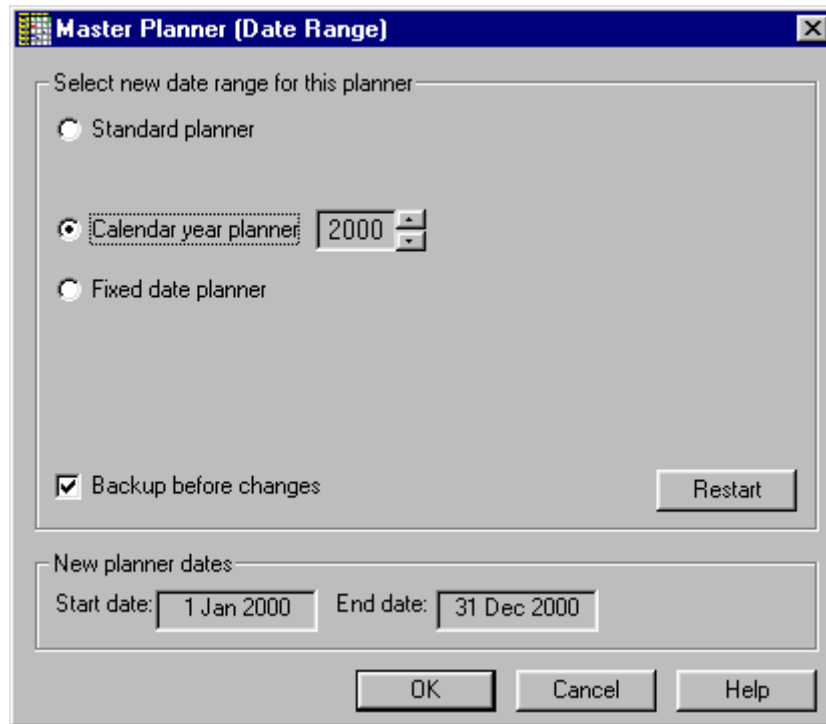 Master Planner (Date Range)
Select new date range for this planner
Standard planner
Calendar year planner 2000
Fixed date planner
Backup before changes Restart
New planner dates
Start date: 1 Jan 2000 End date: 31 Dec 2000
OK Cancel Help